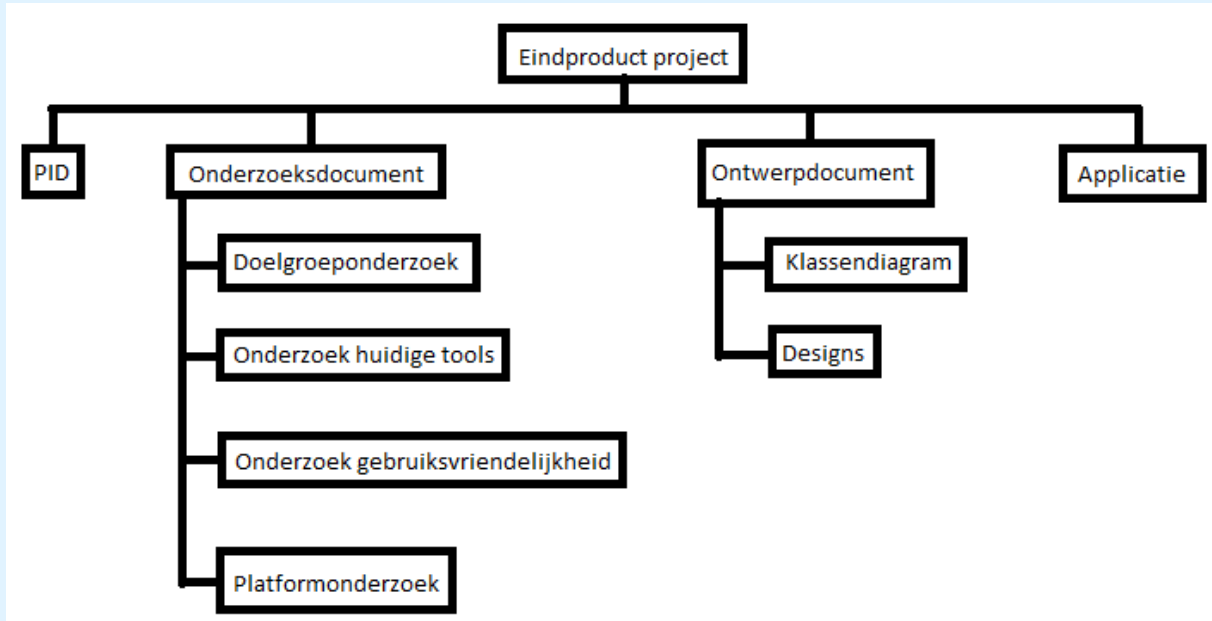 Eindproduct project
PID
Onderzoeksdocument
Ontwerpdocument
Applicatie
Doelgroeponderzoek
Onderzoek huidige tools
Onderzoek gebruiksvriendelijkheid
Platformonderzoek
Klassendiagram
Designs